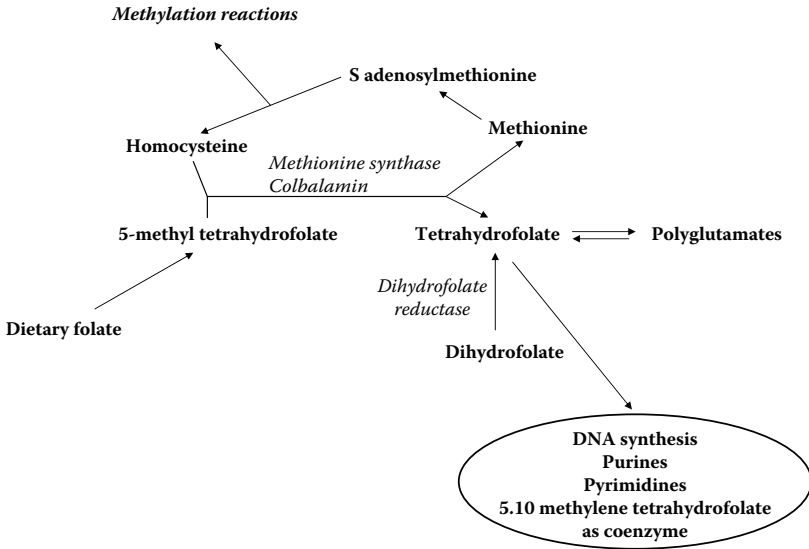 Methylation reactions
S adenosylmethionine
Methionine
Homocysteine
Methionine synthase
Colbalamin
5-methyl tetrahydrofolate
Tetrahydrofolate
Polyglutamates
Dihydrofolate
reductase
Dietary folate
Dihydrofolate
DNA synthesis
Purines
Pyrimidines
5.10 methylene tetrahydrofolate
as coenzyme